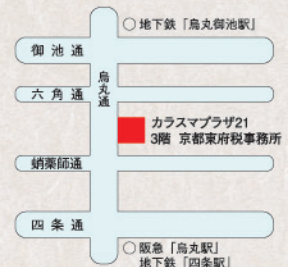 ○地下鉄「烏丸御池駅」
御池通
烏丸通
六角通
カラスマプラザ21
3階 京都東府税事務所
蛸薬師通
四条通
○阪急「烏丸駅」
地下鉄「四条駅」